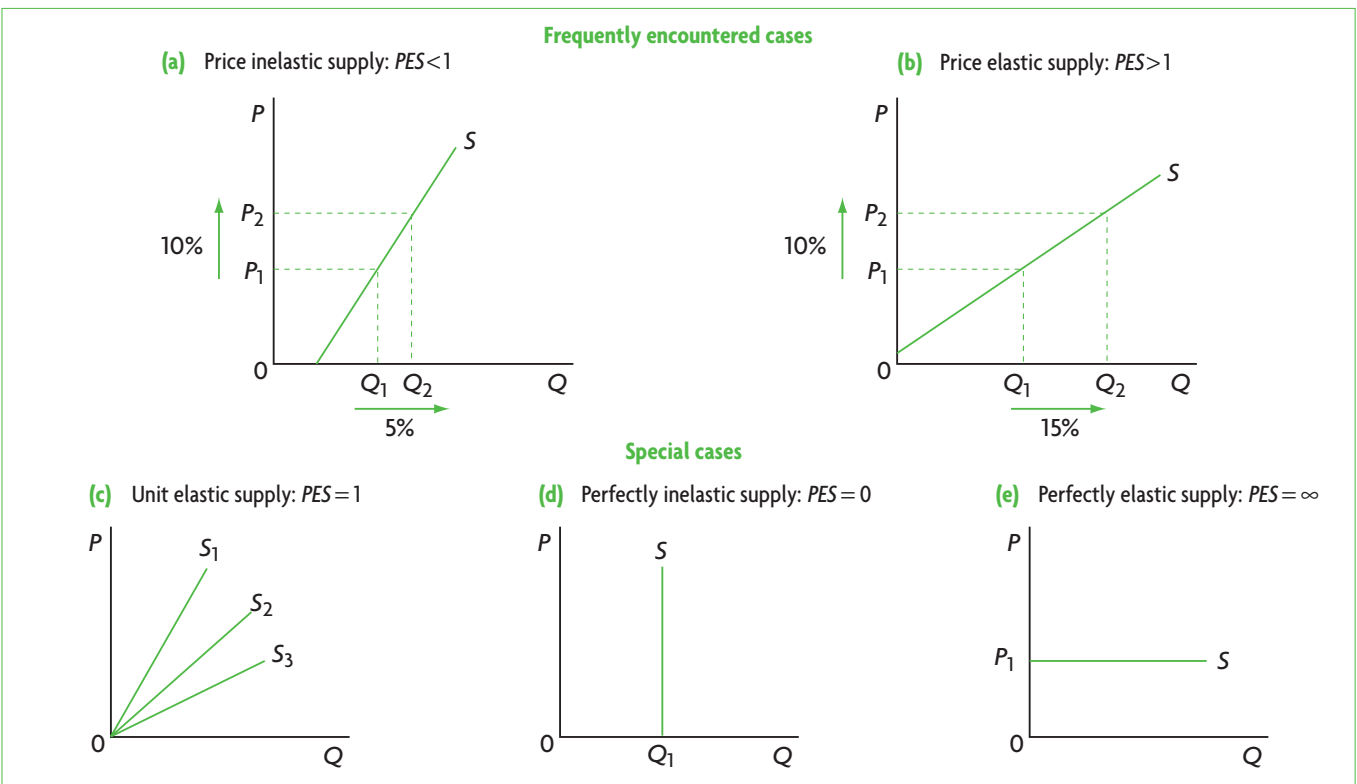 Frequently encountered cases
(a) Price inelastic supply: PES<1
P
S
P2
10%
P1
0
Q1 Q2 Q
5%
(b) Price elastic supply: PES>1
P
S
P2
10%
P1
0
Q1 Q2 Q
15%
Special cases
(c) Unit elastic supply: PES=1
P
S1
S2
S3
0
Q
(d) Perfectly inelastic supply: PES=0
P
S
0
Q1 Q
(e) Perfectly elastic supply: PES=∞
P
P1 S
0
Q